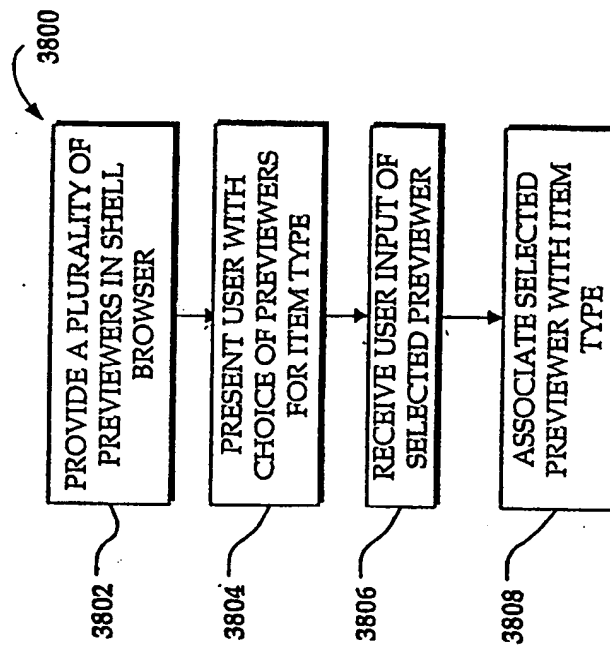 3800
3802
PROVIDE A PLURALITY OF
PREVIEWERS IN SHELL
BROWSER
3804
PRESENT USER WITH
CHOICE OF PREVIEWERS
FOR ITEM TYPE
3806
RECEIVE USER INPUT OF
SELECTED PREVIEWER
3808
ASSOCIATE SELECTED
PREVIEWER WITH ITEM
TYPE